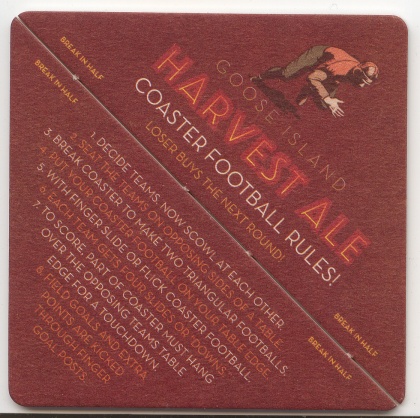 BREAK IN HALF
BREAK IN HALF
GOOSE ISLAND
HARVEST ALE
COASTER FOOTBALL RULES!
LOSER BUYS THE NEXT ROUND!
1. DECIDE TEAMS. NOW SCOWL AT EACH OTHER.
2. SEAT THE TEAMS ON OPPOSING SIDES OF A TABLE.
3. BREAK COASTER TO MAKE TWO TRIANGULAR FOOTBALLS.
4. PUT YOUR COASTER FOOTBALL ON YOUR TABLE EDGE.
5. WITH FINGER SLIDE OR FLICK COASTER FOOTBALL.
6. EACH TEAM GETS FOUR SLIDES, OR DOWNS.
7. TO SCORE, PART OF COASTER MUST HANG
OVER THE OPPOSING TEAMS TABLE
EDGE FOR A TOUCHDOWN.
8. FIELD GOALS AND EXTRA
POINTS ARE KICKED
THROUGH FINGER
GOAL POSTS.
BREAK IN HALF
BREAK IN HALF